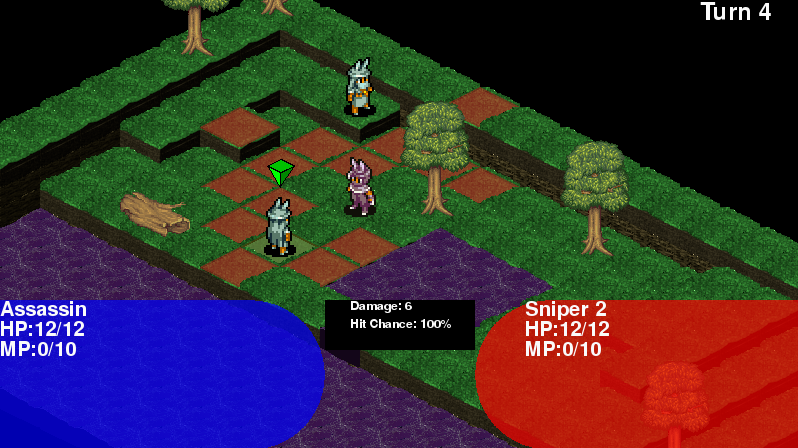 Turn 4
Assassin
HP:12/12
MP:0/10
Damage: 6
Hit Chance: 100%
Sniper 2
HP:12/12
MP:0/10